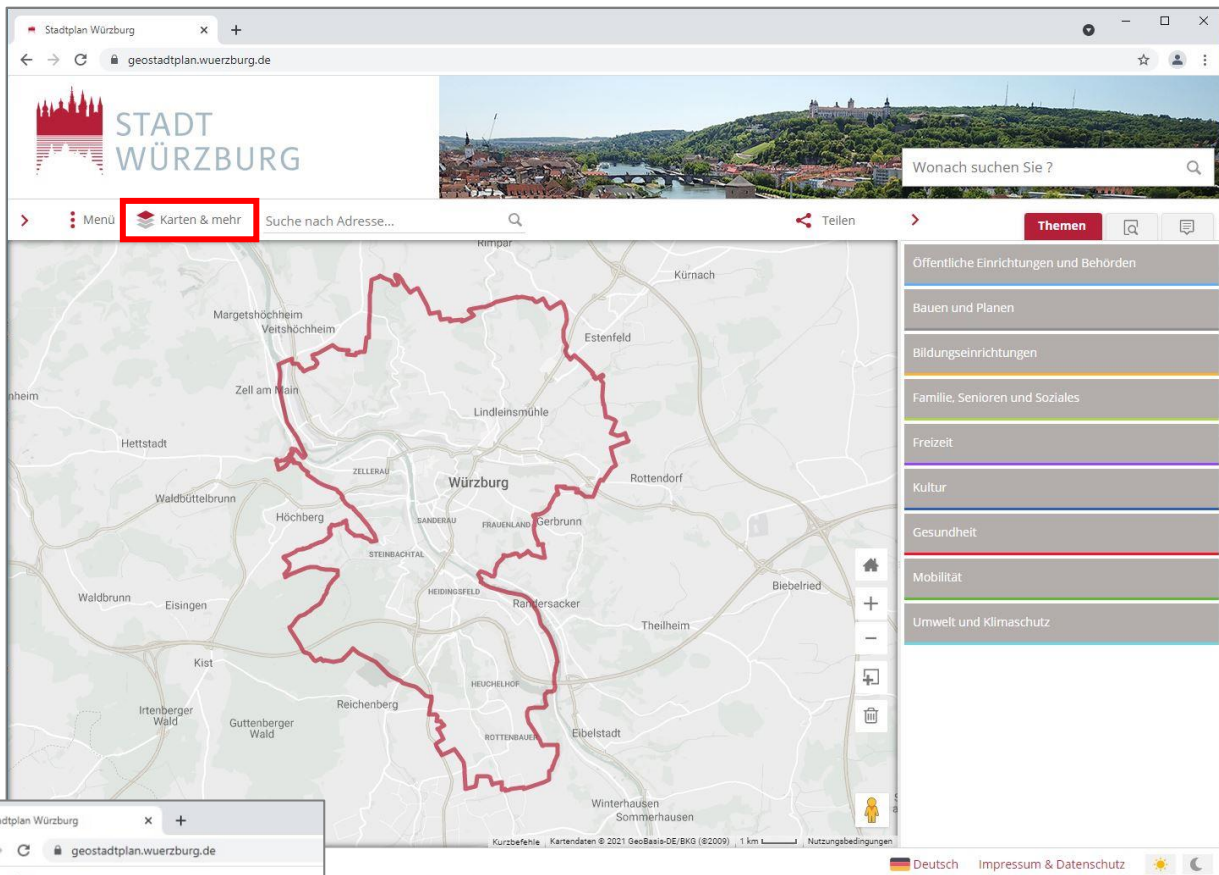 Stadtplan Würzburg
geostadtplan.wuerzburg.de
STADT
WÜRZBURG
Wonach suchen Sie ?
Menü
Karten & mehr
Suche nach Adresse...
Teilen
Themen
Öffentliche Einrichtungen und Behörden
Bauen und Planen
Bildungseinrichtungen
Familie, Senioren und Soziales
Freizeit
Kultur
Gesundheit
Mobilität
Umwelt und Klimaschutz
Rimpar
Kürnach
Margetshöchheim
Veitshöchheim
Estenfeld
Zell am Main
nheim
Lindleinsmühle
Hettstadt
ZELLERAU
Würzburg
Rottendorf
Waldbüttelbrunn
Höchberg
SANDERAU
FRAUENLAND
Gerbrunn
STEINBACHTAL
Biebelried
HEIDINGSFELD
Waldbrunn
Eisingen
Randersacker
Theilheim
Kist
HEUCHELHOF
Reichenberg
Irtenberger
Wald
Guttenberger
Wald
ROTTENBAUER
Eibelstadt
Winterhausen
Sommerhausen
Kurzbefehle
Kartendaten © 2021 GeoBasis-DE/BKG (©2009)
1 km
Nutzungsbedingungen
Deutsch
Impressum & Datenschutz
adtplan Würzburg
geostadtplan.wuerzburg.de